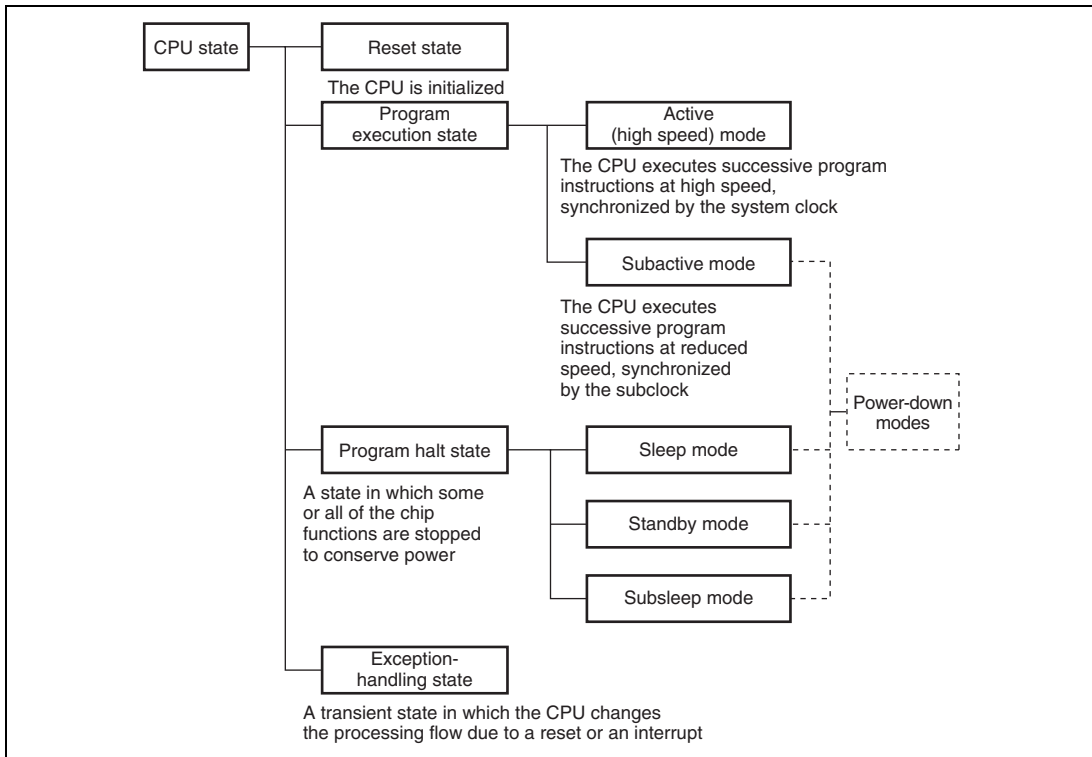 CPU state
Reset state
The CPU is initialized
Program
execution state
Active
(high speed) mode
The CPU executes successive program
instructions at high speed,
synchronized by the system clock
Subactive mode
The CPU executes
successive program
instructions at reduced
speed, synchronized
by the subclock
Power-down
modes
Program halt state
A state in which some
or all of the chip
functions are stopped
to conserve power
Sleep mode
Standby mode
Subsleep mode
Exception-
handling state
A transient state in which the CPU changes
the processing flow due to a reset or an interrupt